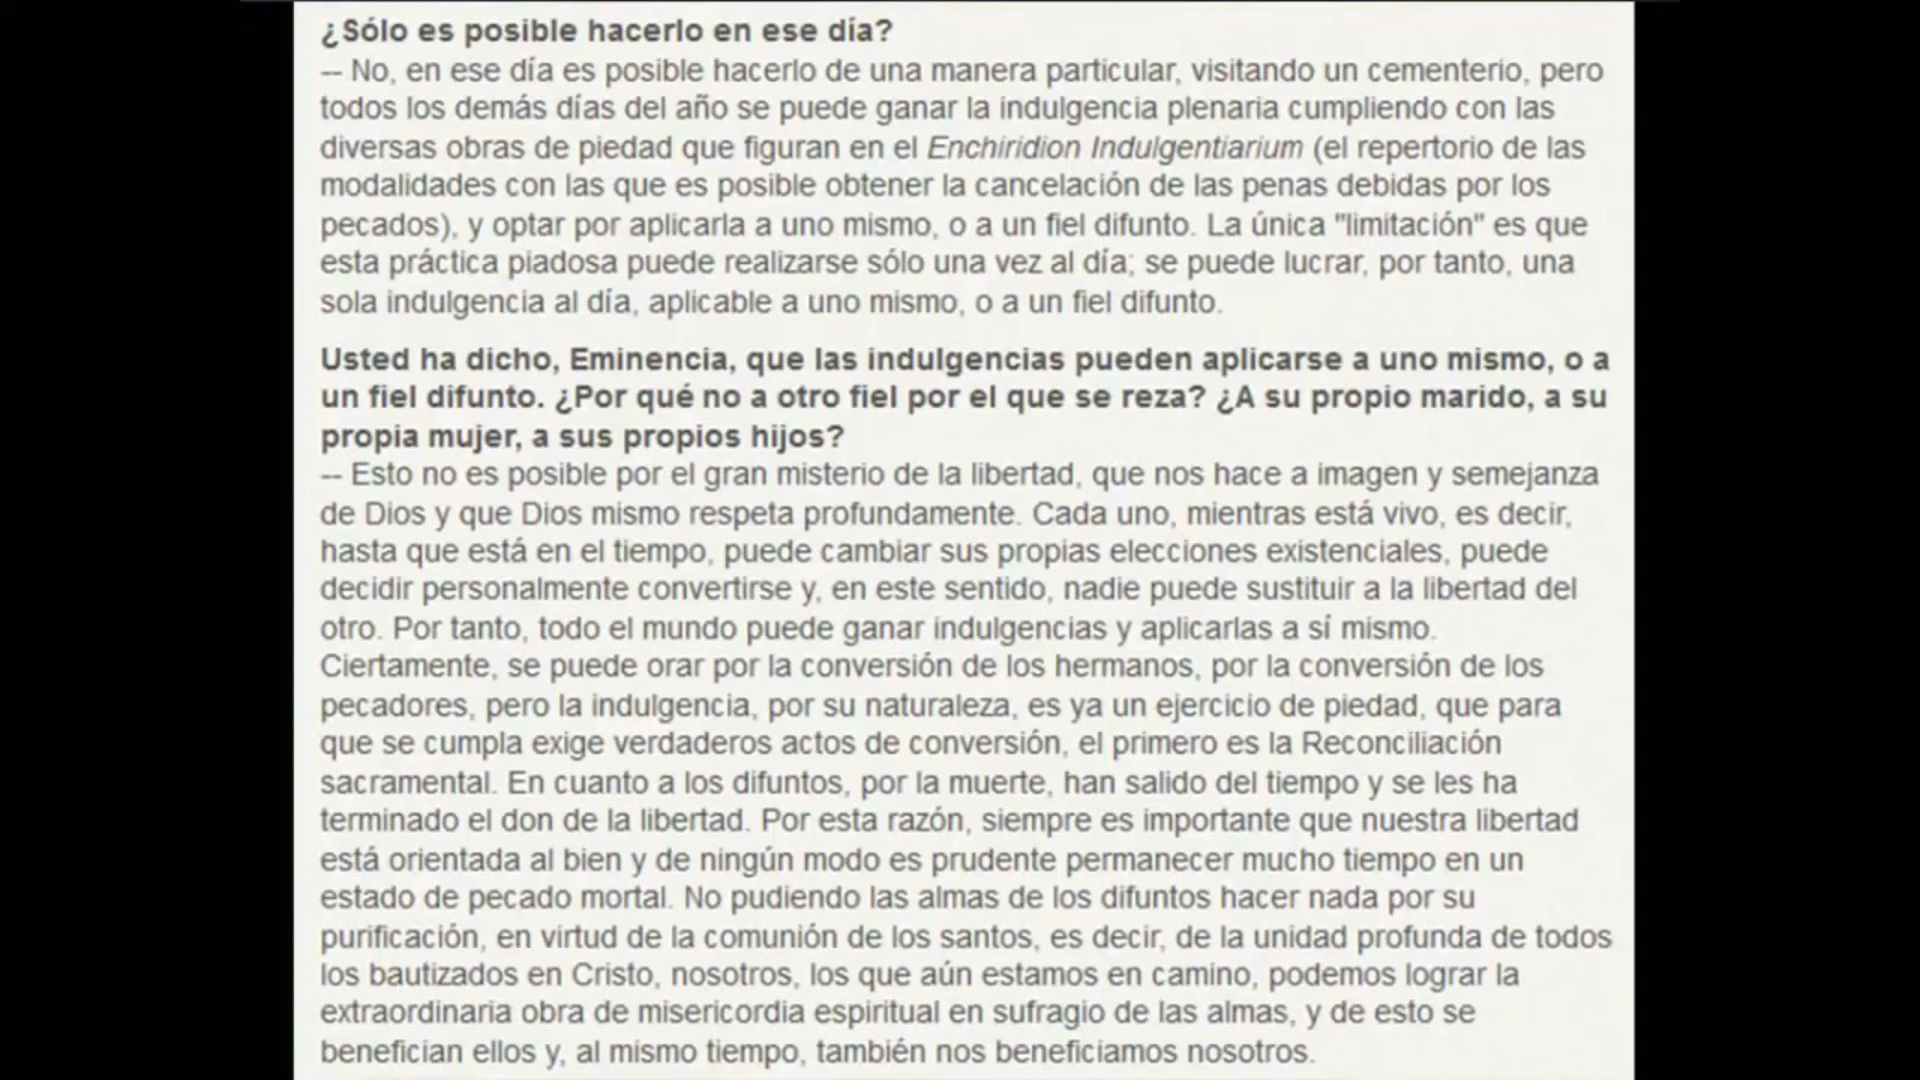 ¿Sólo es posible hacerlo en ese día?
-- No, en ese día es posible hacerlo de una manera particular, visitando un cementerio, pero
todos los demás días del año se puede ganar la indulgencia plenaria cumpliendo con las
diversas obras de piedad que figuran en el Enchiridion Indulgentiarium (el repertorio de las
modalidades con las que es posible obtener la cancelación de las penas debidas por los
pecados), y optar por aplicarla a uno mismo, o a un fiel difunto. La única "limitación" es que
esta práctica piadosa puede realizarse sólo una vez al día; se puede lucrar, por tanto, una
sola indulgencia al día, aplicable a uno mismo, o a un fiel difunto.
Usted ha dicho, Eminencia, que las indulgencias pueden aplicarse a uno mismo, o a
un fiel difunto. ¿Por qué no a otro fiel por el que se reza? ¿A su propio marido, a su
propia mujer, a sus propios hijos?
-- Esto no es posible por el gran misterio de la libertad, que nos hace a imagen y semejanza
de Dios y que Dios mismo respeta profundamente. Cada uno, mientras está vivo, es decir,
hasta que está en el tiempo, puede cambiar sus propias elecciones existenciales, puede
decidir personalmente convertirse y, en este sentido, nadie puede sustituir a la libertad del
otro. Por tanto, todo el mundo puede ganar indulgencias y aplicarlas a sí mismo.
Ciertamente, se puede orar por la conversión de los hermanos, por la conversión de los
pecadores, pero la indulgencia, por su naturaleza, es ya un ejercicio de piedad, que para
que se cumpla exige verdaderos actos de conversión, el primero es la Reconciliación
sacramental. En cuanto a los difuntos, por la muerte, han salido del tiempo y se les ha
terminado el don de la libertad. Por esta razón, siempre es importante que nuestra libertad
está orientada al bien y de ningún modo es prudente permanecer mucho tiempo en un
estado de pecado mortal. No pudiendo las almas de los difuntos hacer nada por su
purificación, en virtud de la comunión de los santos, es decir, de la unidad profunda de todos
los bautizados en Cristo, nosotros, los que aún estamos en camino, podemos lograr la
extraordinaria obra de misericordia espiritual en sufragio de las almas, y de esto se
benefician ellos y, al mismo tiempo, también nos beneficiamos nosotros.